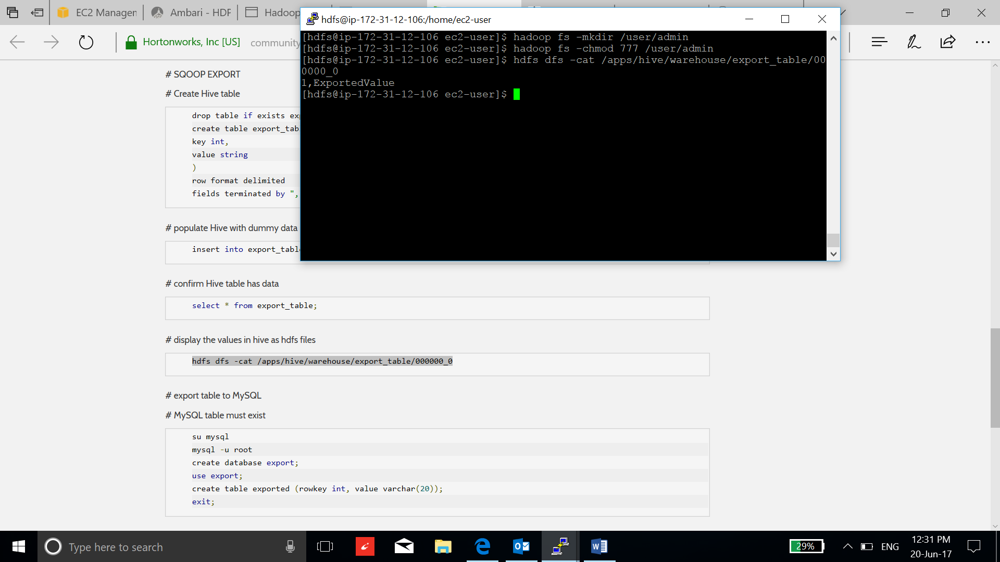 EC2 Managen
Ambari - HDF
Hadoop
hdfs@ip-172-31-12-106:/home/ec2-user
Hortonworks, Inc [US]
community
[hdfs@ip-172-31-12-106 ec2-user]$ hadoop fs -mkdir /user/admin
[hdfs@ip-172-31-12-106 ec2-user]$ hadoop fs -chmod 777 /user/admin
[hdfs@ip-172-31-12-106 ec2-user]$ hdfs dfs -cat /apps/hive/warehouse/export_table/00
0000_0
1,ExportedValue
[hdfs@ip-172-31-12-106 ec2-user]$
# SQOOP EXPORT
# Create Hive table
drop table if exists exp
create table export_tab
key int,
value string
)
row format delimited
fields terminated by ",
# populate Hive with dummy data
insert into export_table
# confirm Hive table has data
select * from export_table;
# display the values in hive as hdfs files
hdfs dfs -cat /apps/hive/warehouse/export_table/000000_0
# export table to MySQL
# MySQL table must exist
su mysql
mysql -u root
create database export;
use export;
create table exported (rowkey int, value varchar(20));
exit;
Type here to search
29%
ENG
12:31 PM
20-Jun-17